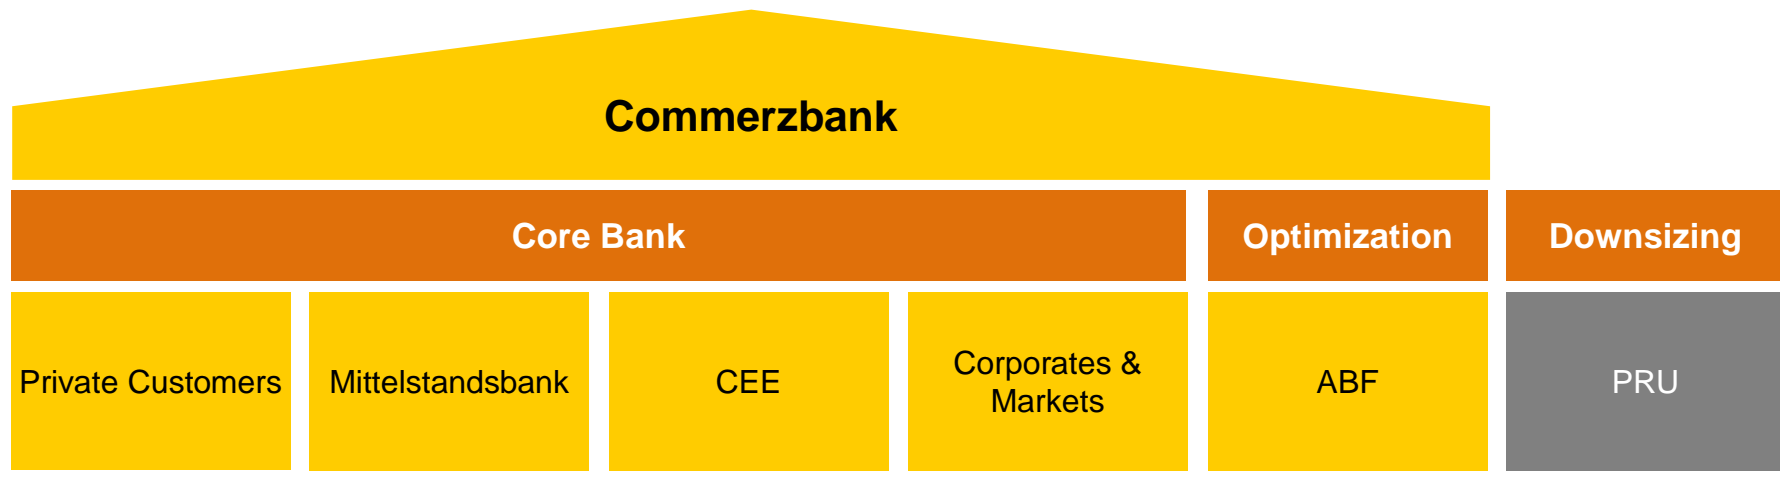 Commerzbank
Core Bank
Optimization
Downsizing
Private Customers
Mittelstandsbank
CEE
Corporates &
Markets
ABF
PRU